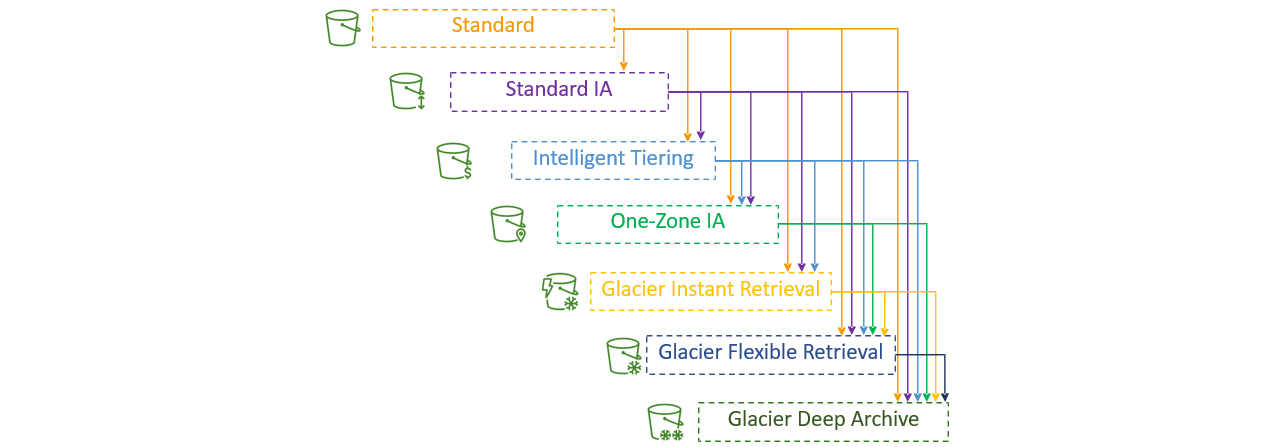 Standard
Standard IA
Intelligent Tiering
One-Zone IA
Glacier Instant Retrieval
Glacier Flexible Retrieval
Glacier Deep Archive